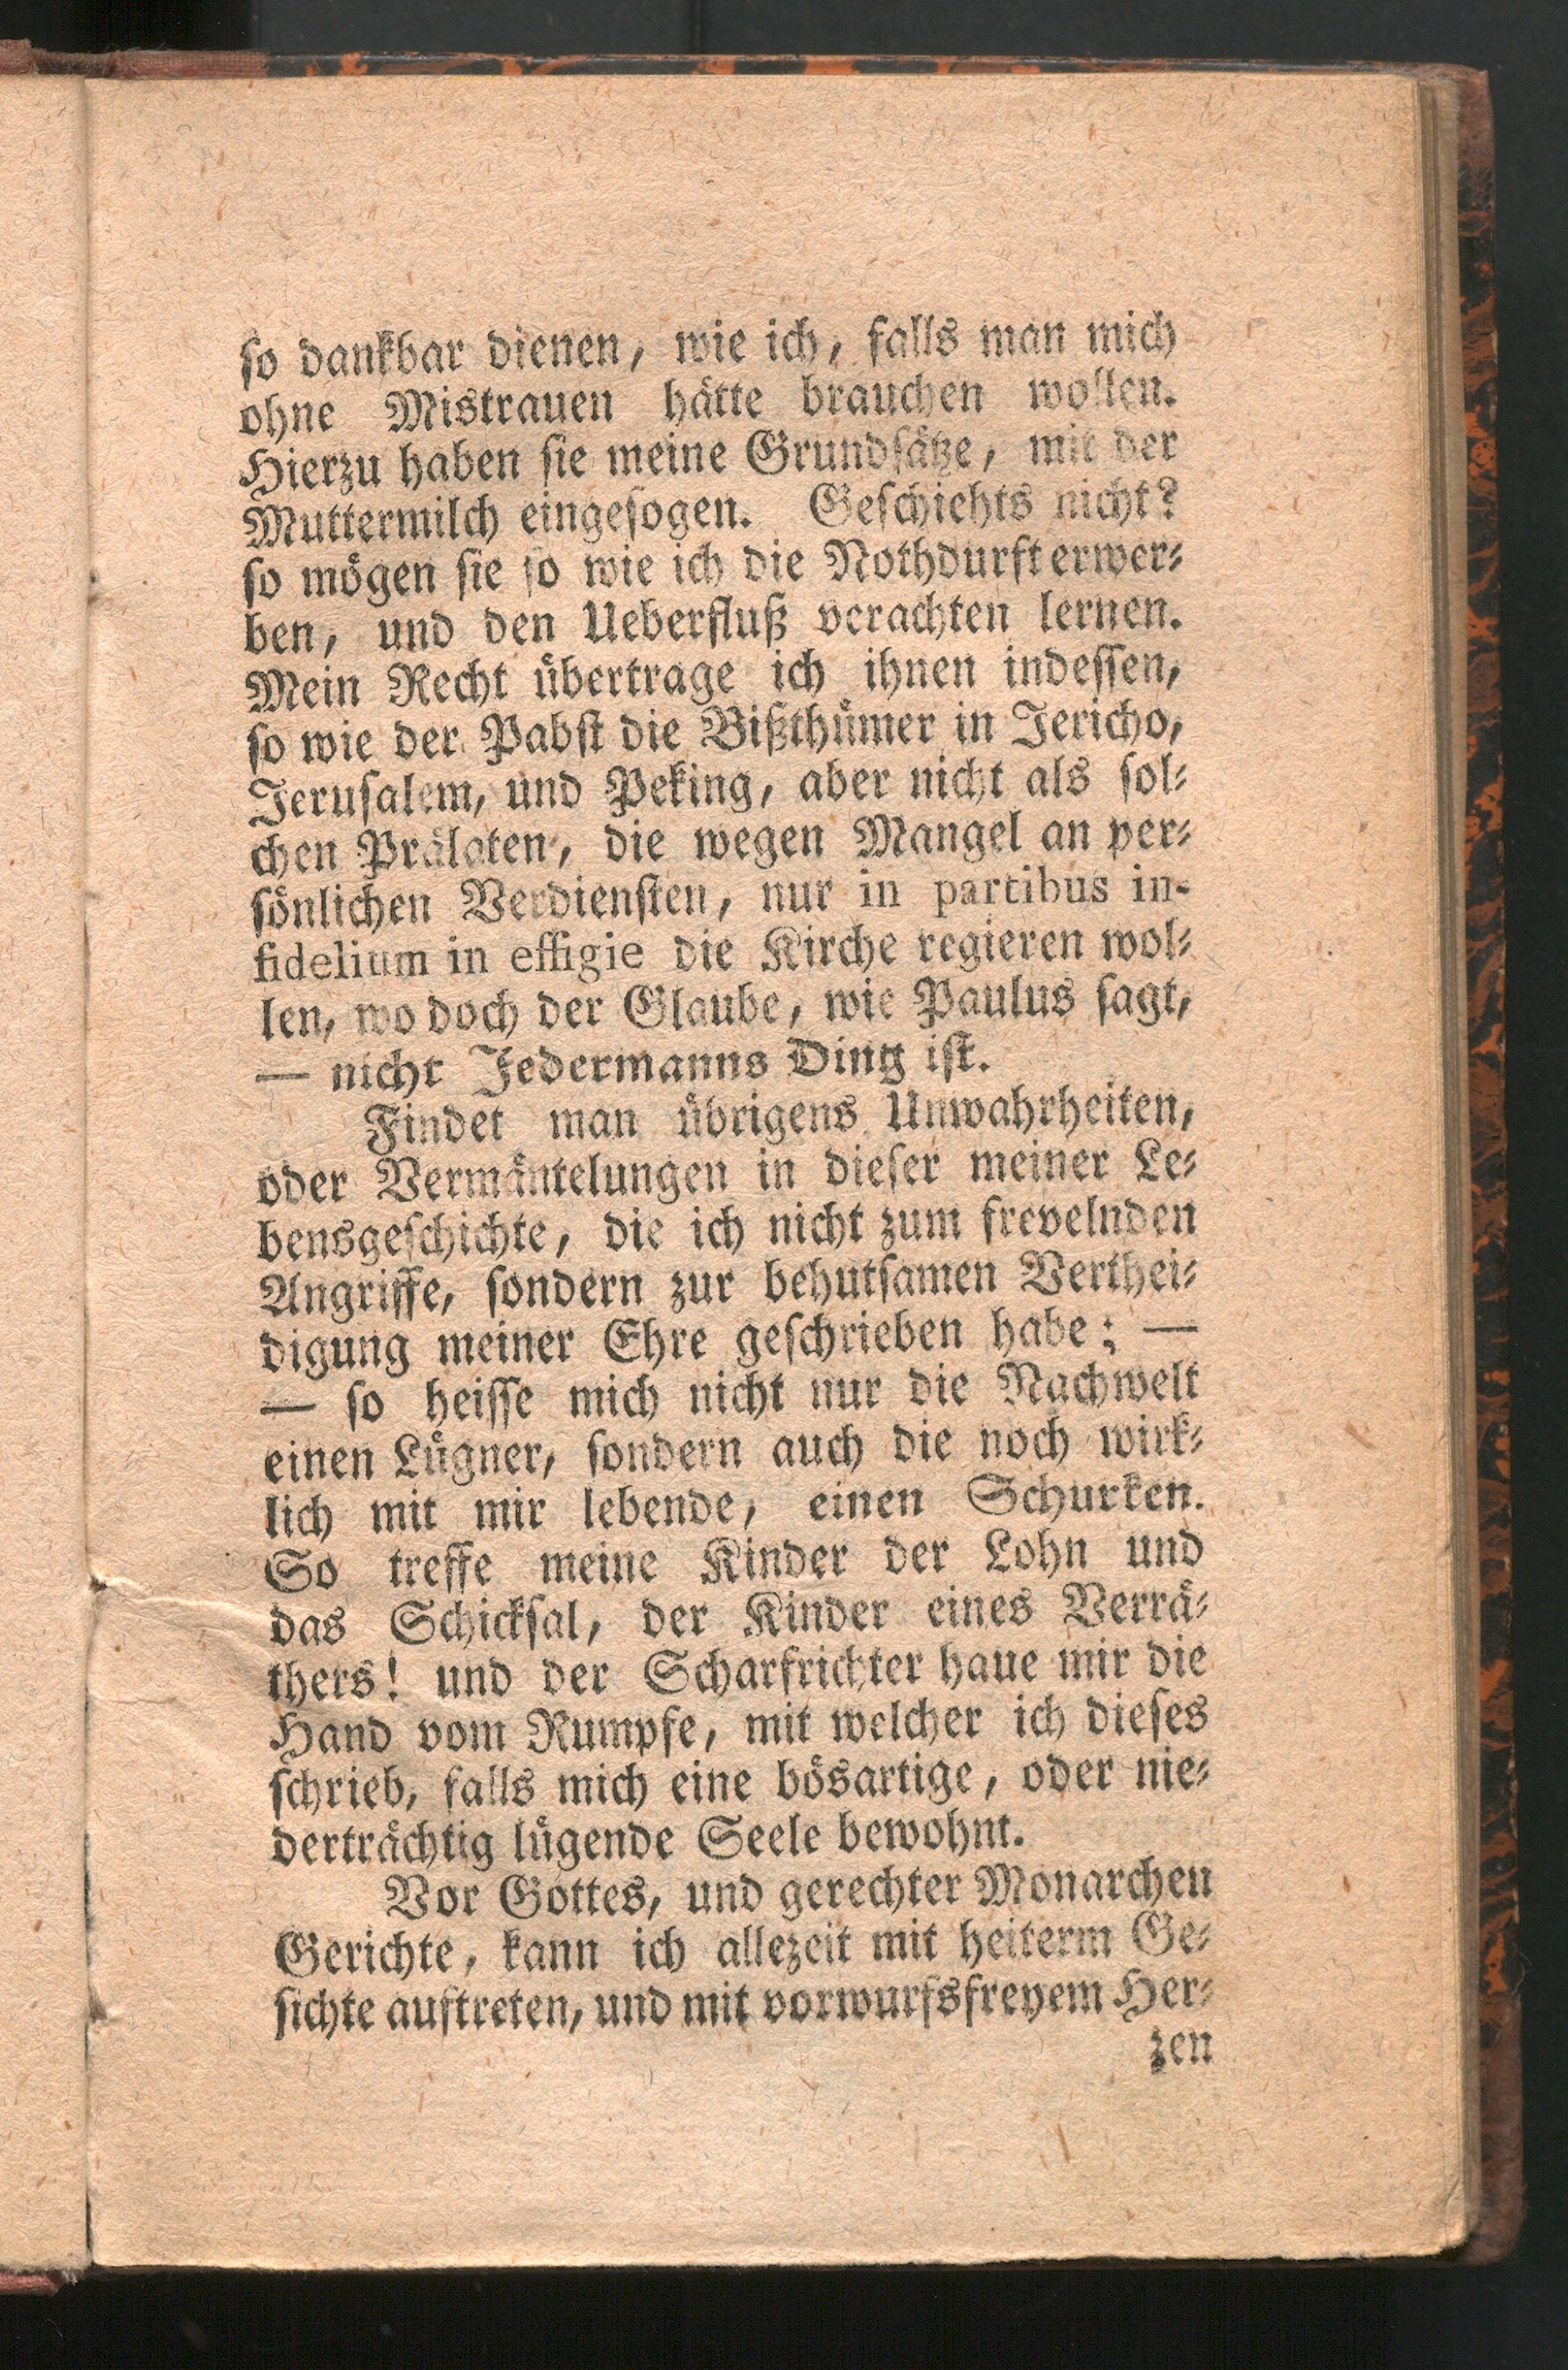 so dankbar dienen, wie ich, falls man mich
ohne Mistrauen hätte brauchen wollen.
Hierzu haben sie meine Grundsätze, mit der
Muttermilch eingesogen. Geschiehts nicht?
so mögen sie so wie ich die Nothdurft erwer⸗
ben, und den Ueberfluß verachten lernen.
Mein Recht übertrage ich ihnen indessen,
so wie der Pabst die Bißthümer in Jericho,
Jerusalem, und Peking, aber nicht als sol⸗
chen Prälaten, die wegen Mangel an per⸗
sönlichen Verdiensten, nur in partibus in-
fidelium in effigie die Kirche regieren wol⸗
len, wo doch der Glaube, wie Paulus sagt,
— nicht Jedermanns Ding ist.
Findet man übrigens Unwahrheiten,
oder Vermäntelungen in dieser meiner Le⸗
bensgeschichte, die ich nicht zum frevelnden
Angriffe, sondern zur behutsamen Verthei⸗
digung meiner Ehre geschrieben habe; —
— so heisse mich nicht nur die Nachwelt
einen Lügner, sondern auch die noch wirk⸗
lich mit mir lebende, einen Schurken.
So treffe meine Kinder der Lohn und
das Schicksal, der Kinder eines Verrä⸗
thers! und der Scharfrichter haue mir die
Hand vom Rumpfe, mit welcher ich dieses
schrieb, falls mich eine bösartige, oder nie⸗
derträchtig lügende Seele bewohnt.
Vor Gottes, und gerechter Monarchen
Gerichte, kann ich allezeit mit heiterm Ge⸗
sichte auftreten, und mit vorwurfsfreyem Her⸗
zen